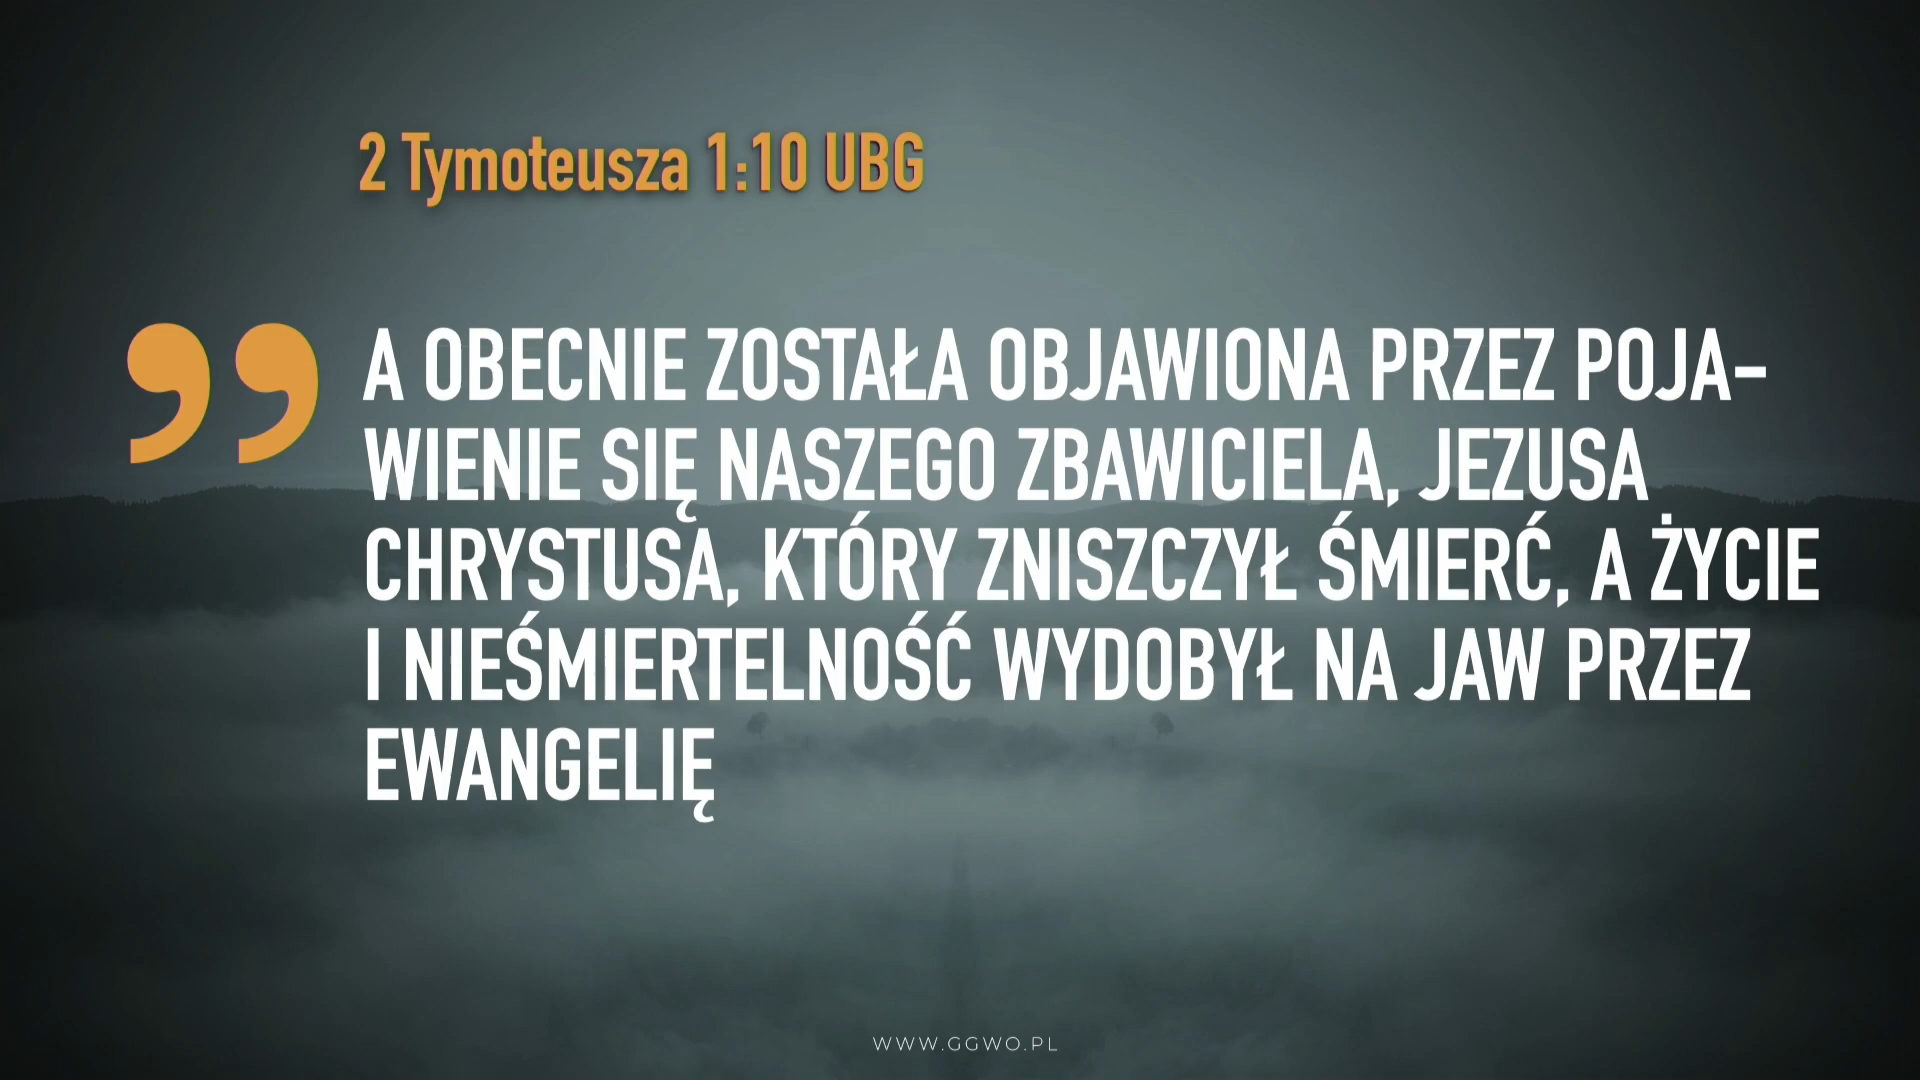 2 Tymoteusza 1:10 UBG
” A OBECNIE ZOSTAŁA OBJAWIONA PRZEZ POJA-
WIENIE SIĘ NASZEGO ZBAWICIELA, JEZUSA
CHRYSTUSA, KTÓRY ZNISZCZYŁ ŚMIERĆ, A ŻYCIE
I NIEŚMIERTELNOŚĆ WYDOBYŁ NA JAW PRZEZ
EWANGELIĘ
WWW.GGWO.PL